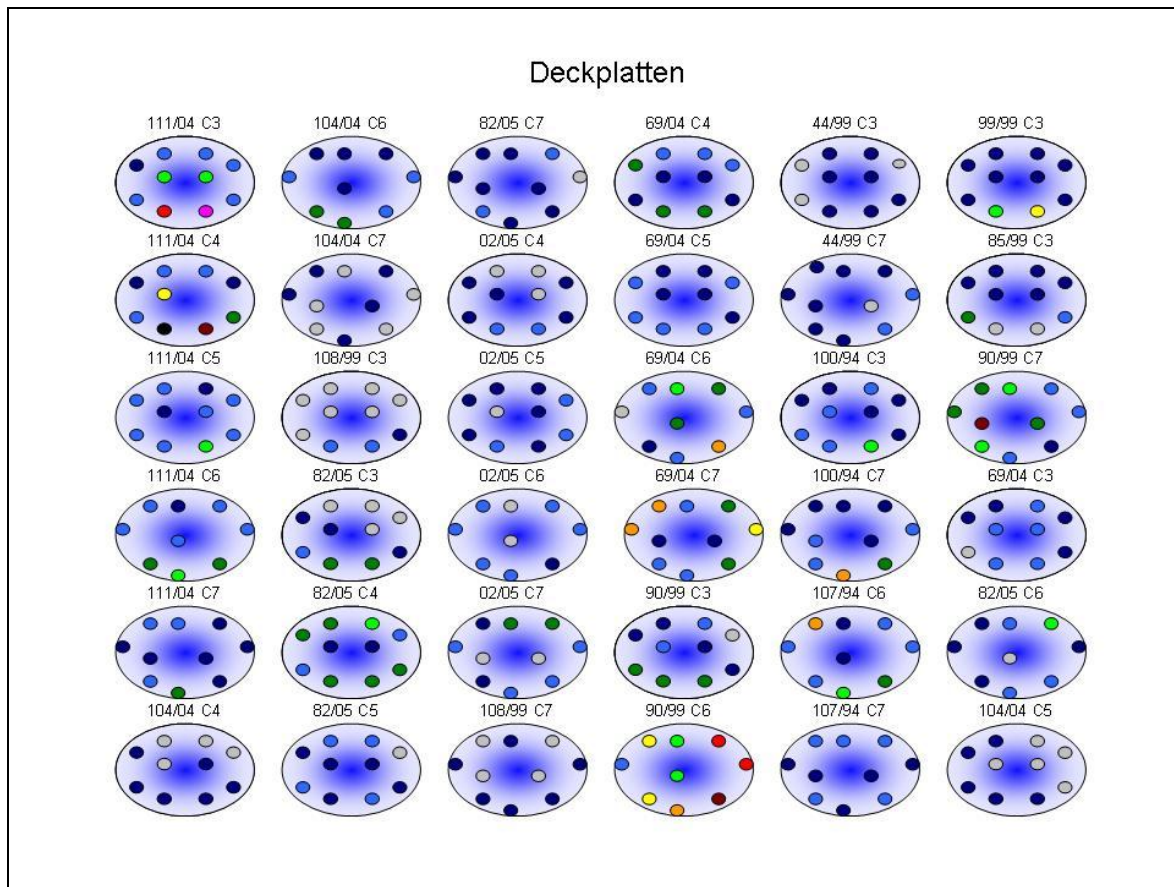 Deckplatten
111/04 C3 104/04 C6 82/05 C7 69/04 C4 44/99 C3 99/99 C3
111/04 C4 104/04 C7 02/05 C4 69/04 C5 44/99 C7 85/99 C3
111/04 C5 108/99 C3 02/05 C5 69/04 C6 100/94 C3 90/99 C7
111/04 C6 82/05 C3 02/05 C6 69/04 C7 100/94 C7 69/04 C3
111/04 C7 82/05 C4 02/05 C7 90/99 C3 107/94 C6 82/05 C6
104/04 C4 82/05 C5 108/99 C7 90/99 C6 107/94 C7 104/04 C5